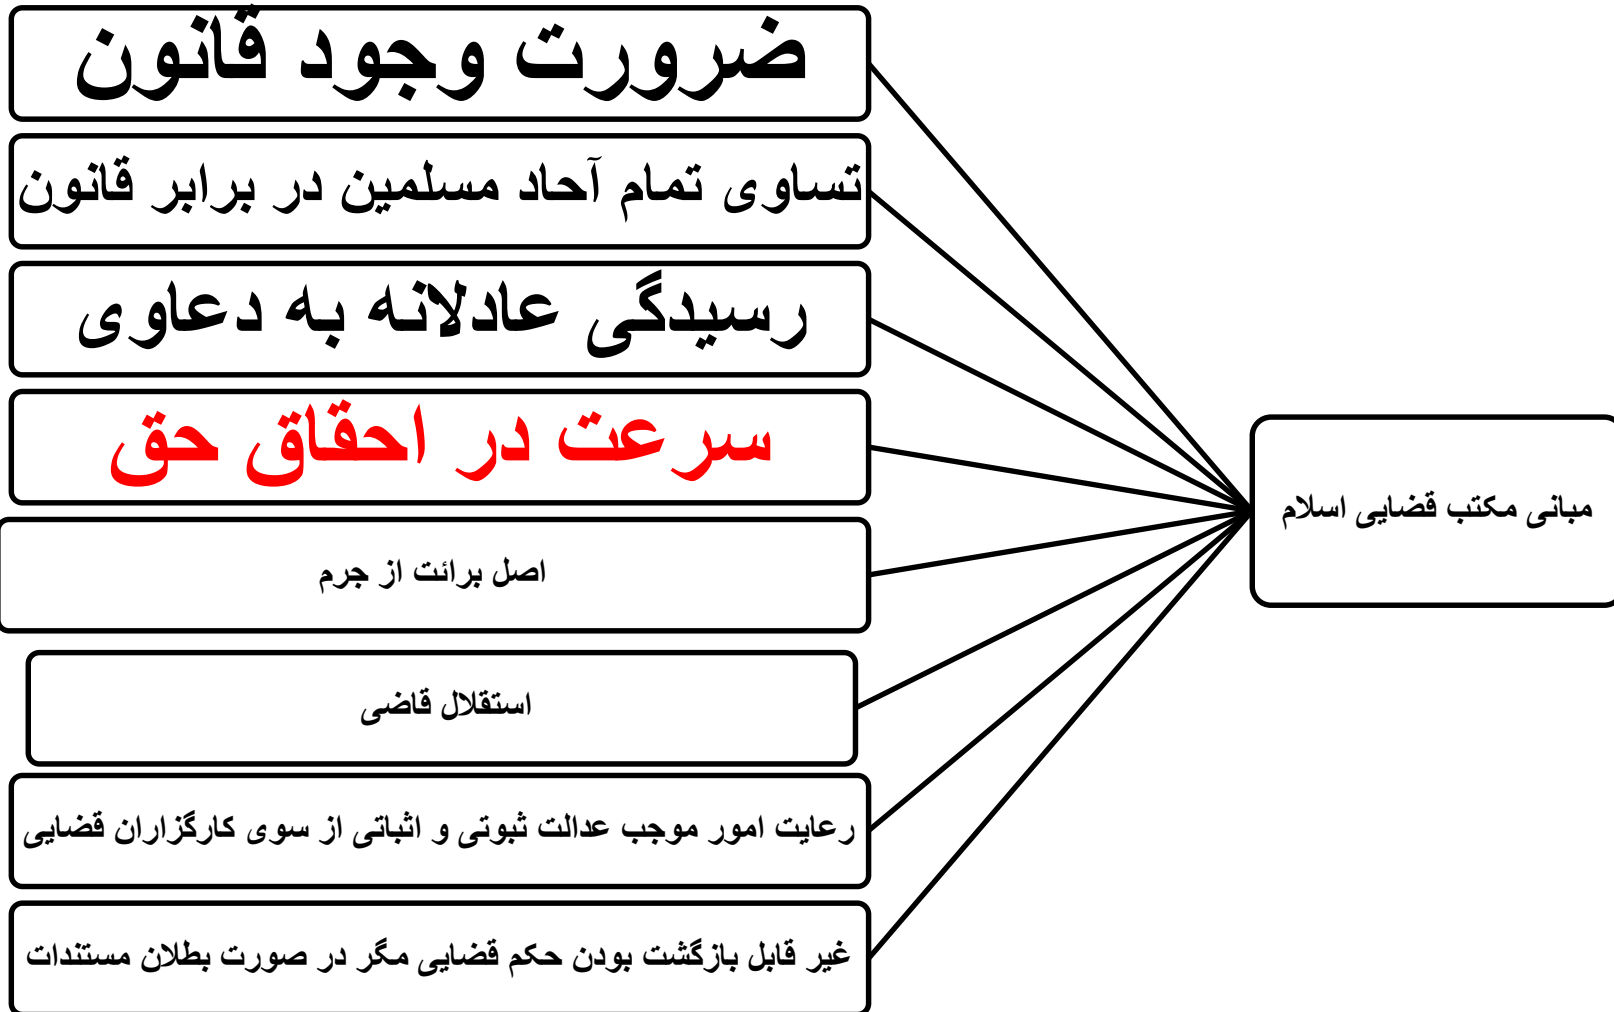 مبانی مکتب قضایی اسلام
ضرورت وجود قانون
تساوی تمام آحاد مسلمین در برابر قانون
رسیدگی عادلانه به دعاوی
سرعت در احقاق حق
اصل برائت از جرم
استقلال قاضی
رعایت امور موجب عدالت ثبوتی و اثباتی از سوی کارگزاران قضایی
غیر قابل بازگشت بودن حکم قضایی مگر در صورت بطلان مستندات